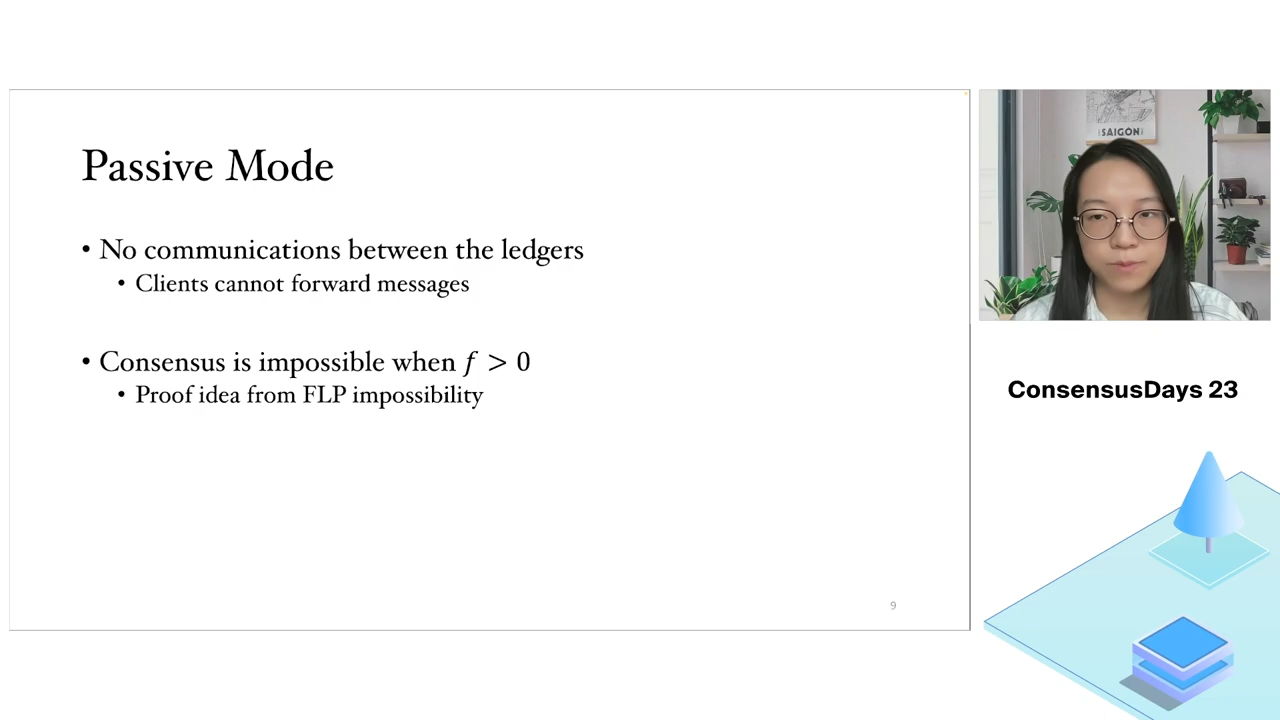 Passive Mode
• No communications between the ledgers
• Clients cannot forward messages
• Consensus is impossible when f > 0
• Proof idea from FLP impossibility
9
SAIGON
ConsensusDays 23